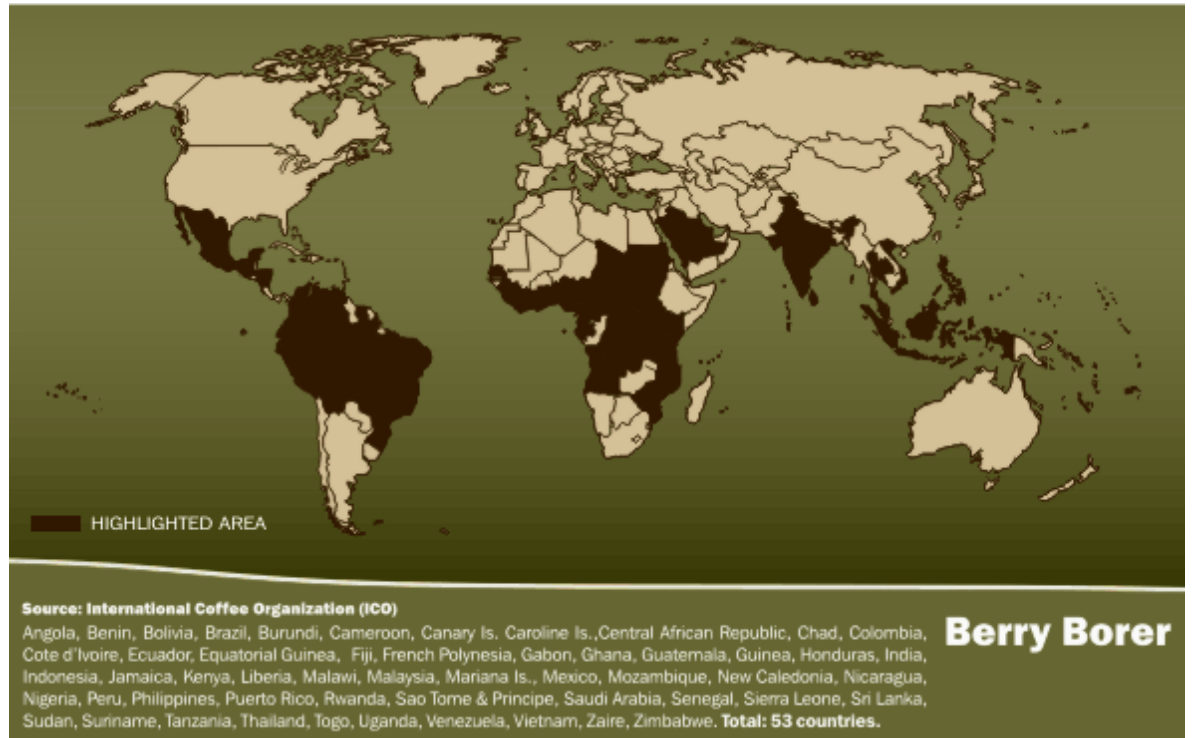 HIGHLIGHTED AREA
Source: International Coffee Organization (ICO)
Angola, Benin, Bolivia, Brazil, Burundi, Cameroon, Canary Is. Caroline Is.,Central African Republic, Chad, Colombia,
Cote d'Ivoire, Ecuador, Equatorial Guinea, Fiji, French Polynesia, Gabon, Ghana, Guatemala, Guinea, Honduras, India,
Indonesia, Jamaica, Kenya, Liberia, Malawi, Malaysia, Mariana Is., Mexico, Mozambique, New Caledonia, Nicaragua,
Nigeria, Peru, Philippines, Puerto Rico, Rwanda, Sao Tome & Principe, Saudi Arabia, Senegal, Sierra Leone, Sri Lanka,
Sudan, Suriname, Tanzania, Thailand, Togo, Uganda, Venezuela, Vietnam, Zaire, Zimbabwe. Total: 53 countries.
Berry Borer